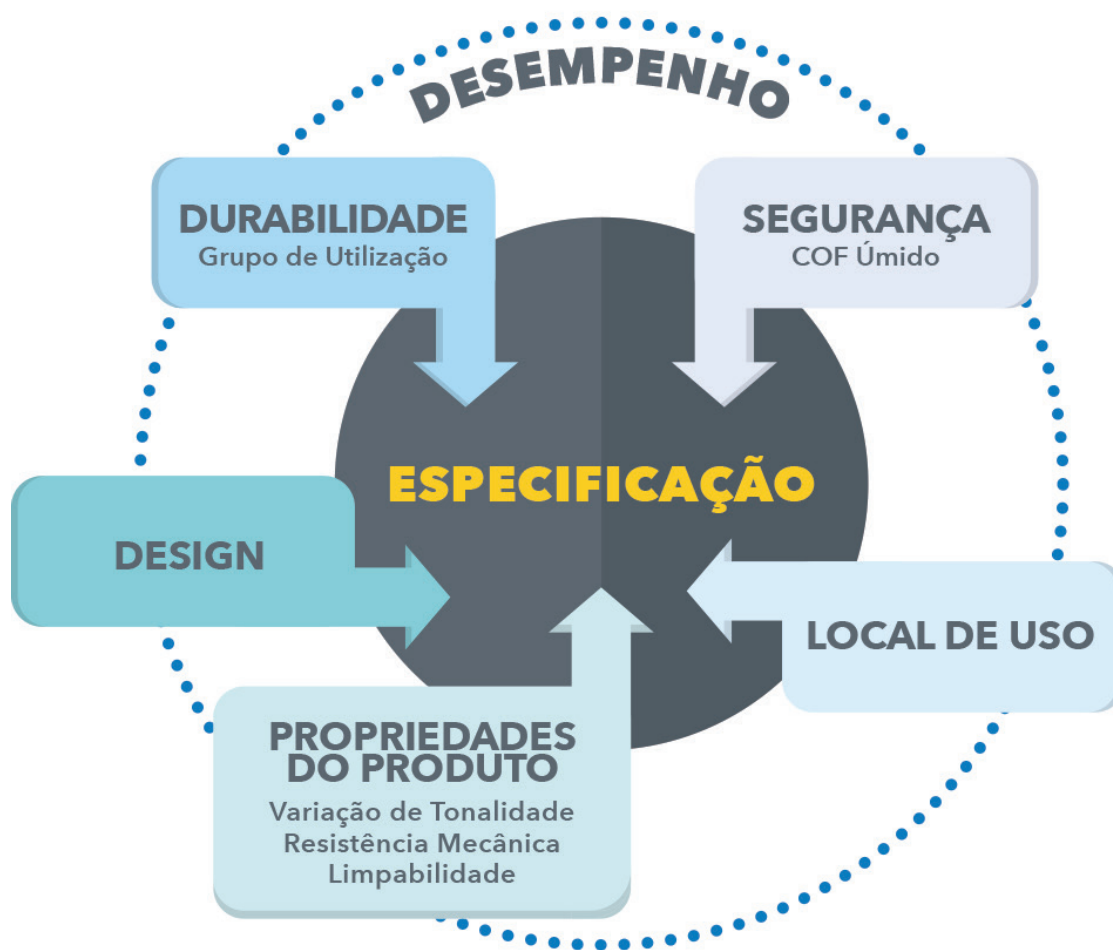 DESEMPENHO
DURABILIDADE
Grupo de Utilização
SEGURANÇA
COF Úmido
ESPECIFICAÇÃO
DESIGN
LOCAL DE USO
PROPRIEDADES
DO PRODUTO
Variação de Tonalidade
Resistência Mecânica
Limpabilidade